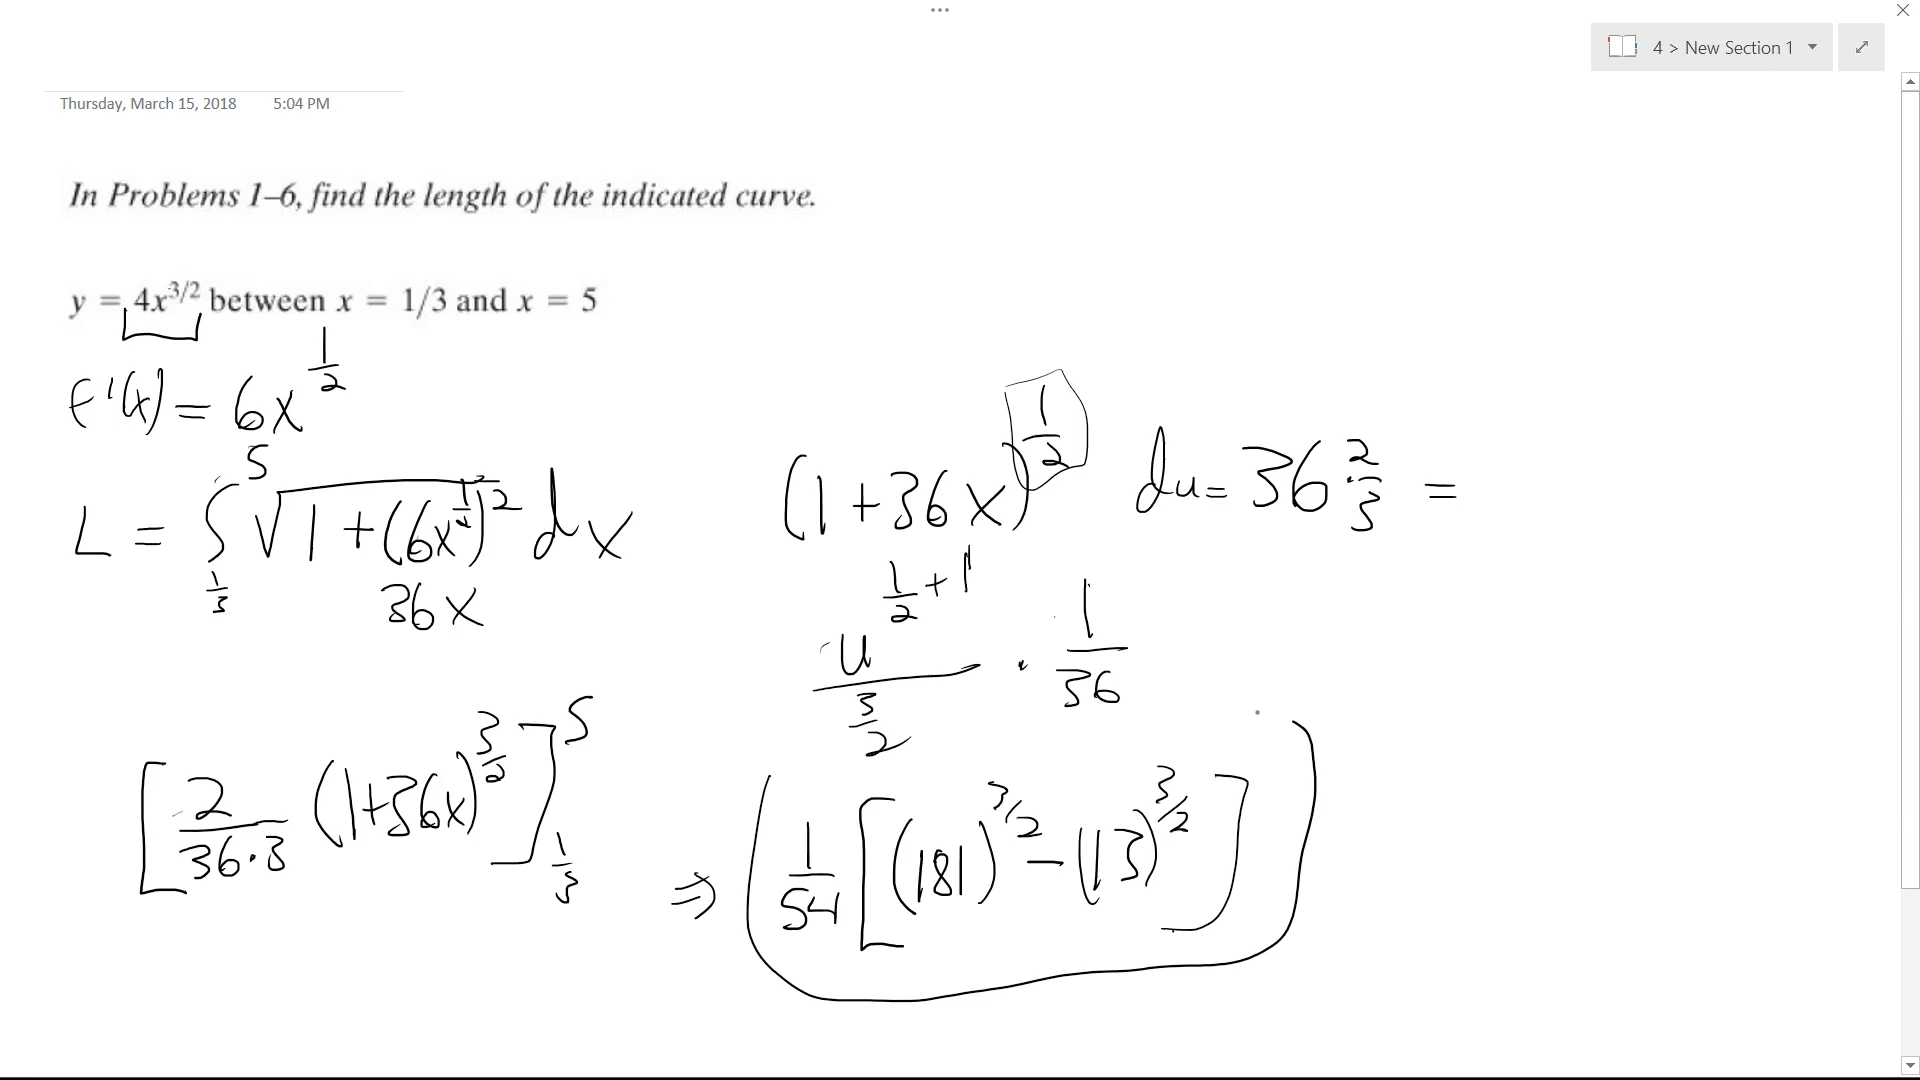 4 > New Section 1
Thursday, March 15, 2018 5:04 PM
In Problems 1–6, find the length of the indicated curve.
y = 4x^{3/2} between x = 1/3 and x = 5
f'(x) = 6x^{1/2}
L = ∫_{1/3}^{5} √(1 + (6x^{1/2})^2) dx
36x
(1 + 36x)^{1/2} du = 36 · 2/3 =
1/2 + 1
u/(3/2) · 1/36
[2/(36·3) (1+36x)^{3/2}]_{1/3}^{5}
⇒ 1/54 [(181)^{3/2} − (13)^{3/2}]